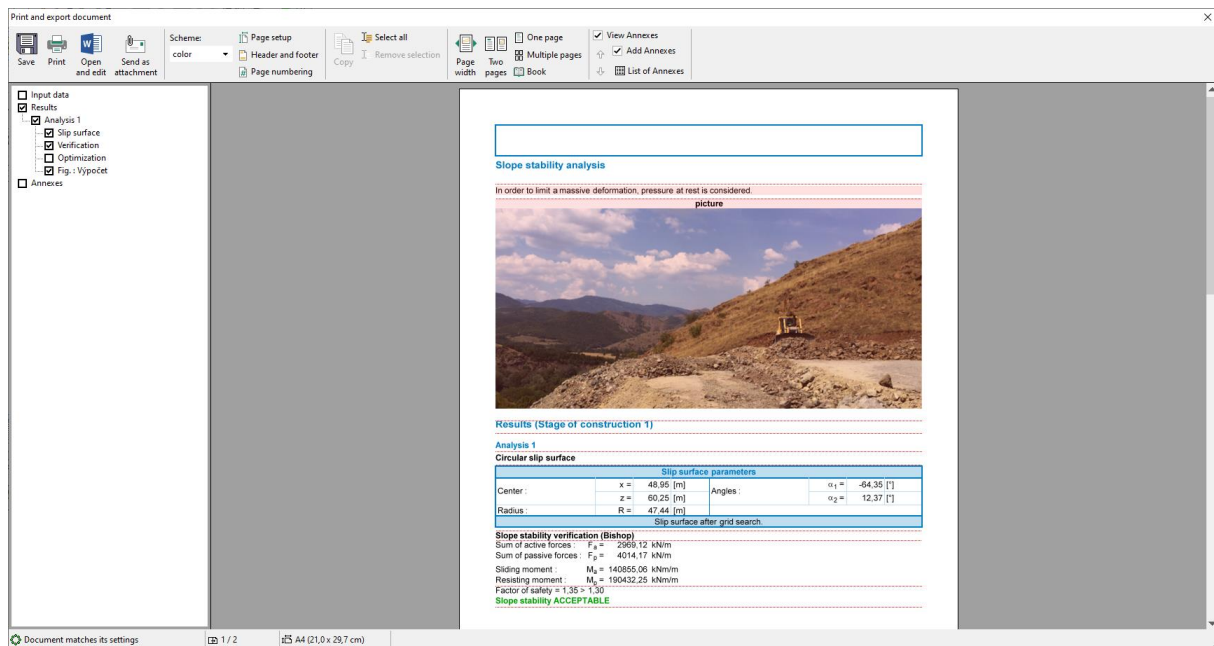 Print and export document
Save
Print
Open and edit
Send as attachment
Scheme:
color
Page setup
Header and footer
Page numbering
Copy
Select all
Remove selection
Page width
Two pages
One page
Multiple pages
Book
View Annexes
Add Annexes
List of Annexes
Input data
Results
Analysis 1
Slip surface
Verification
Optimization
Fig. : Výpočet
Annexes
Slope stability analysis
In order to limit a massive deformation, pressure at rest is considered.
picture
Results (Stage of construction 1)
Analysis 1
Circular slip surface
Slip surface parameters
Center : x = 48,95 [m] Angles : α1 = -64,35 [°]
z = 60,25 [m] α2 = 12,37 [°]
Radius : R = 47,44 [m]
Slip surface after grid search.
Slope stability verification (Bishop)
Sum of active forces : Fa = 2969,12 kN/m
Sum of passive forces : Fp = 4014,17 kN/m
Sliding moment : Ma = 140855,06 kNm/m
Resisting moment : Mp = 190432,25 kNm/m
Factor of safety = 1,35 > 1,30
Slope stability ACCEPTABLE
Document matches its settings
1 / 2
A4 (21,0 x 29,7 cm)